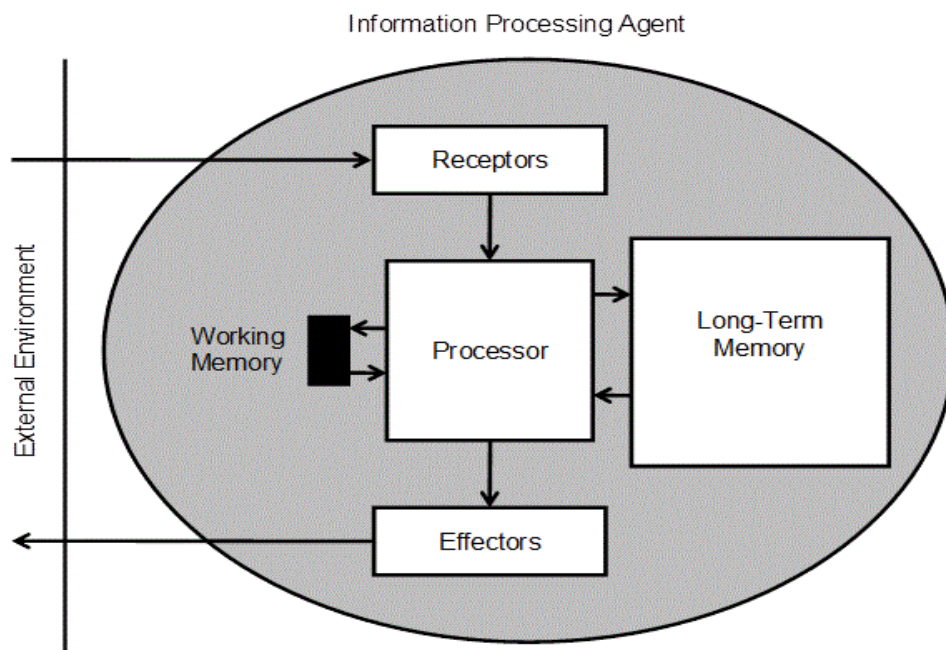 Information Processing Agent
Receptors
External Environment
Working
Memory
Processor
Long-Term
Memory
Effectors